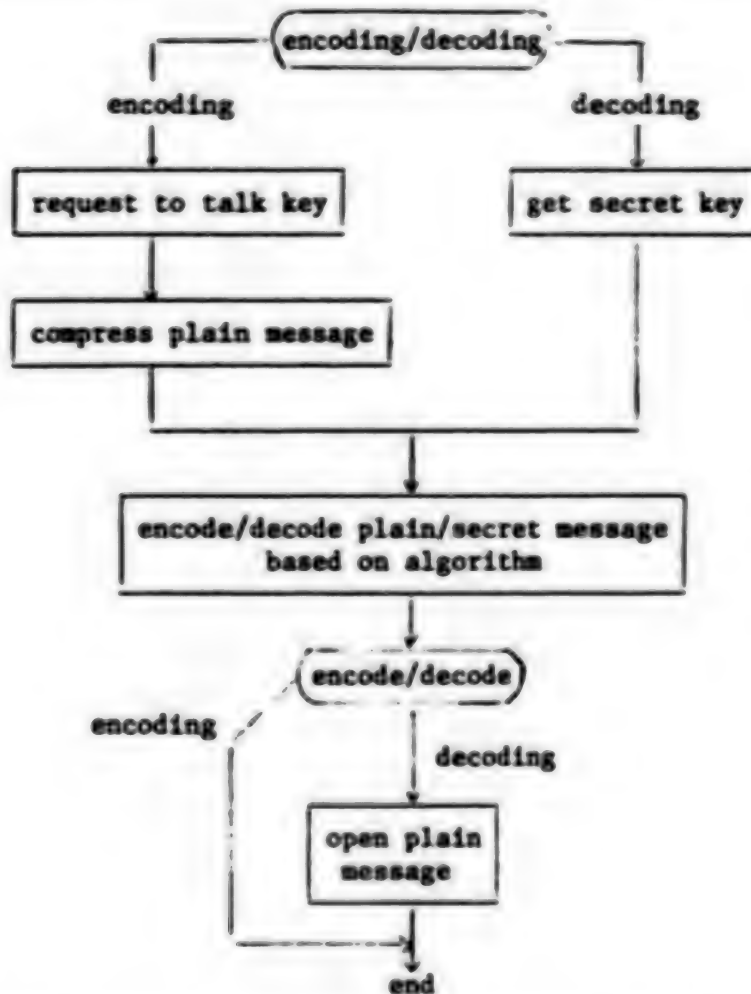 encoding/decoding
encoding
decoding
request to talk key
get secret key
compress plain message
encode/decode plain/secret message
based on algorithm
encode/decode
encoding
decoding
open plain
message
end